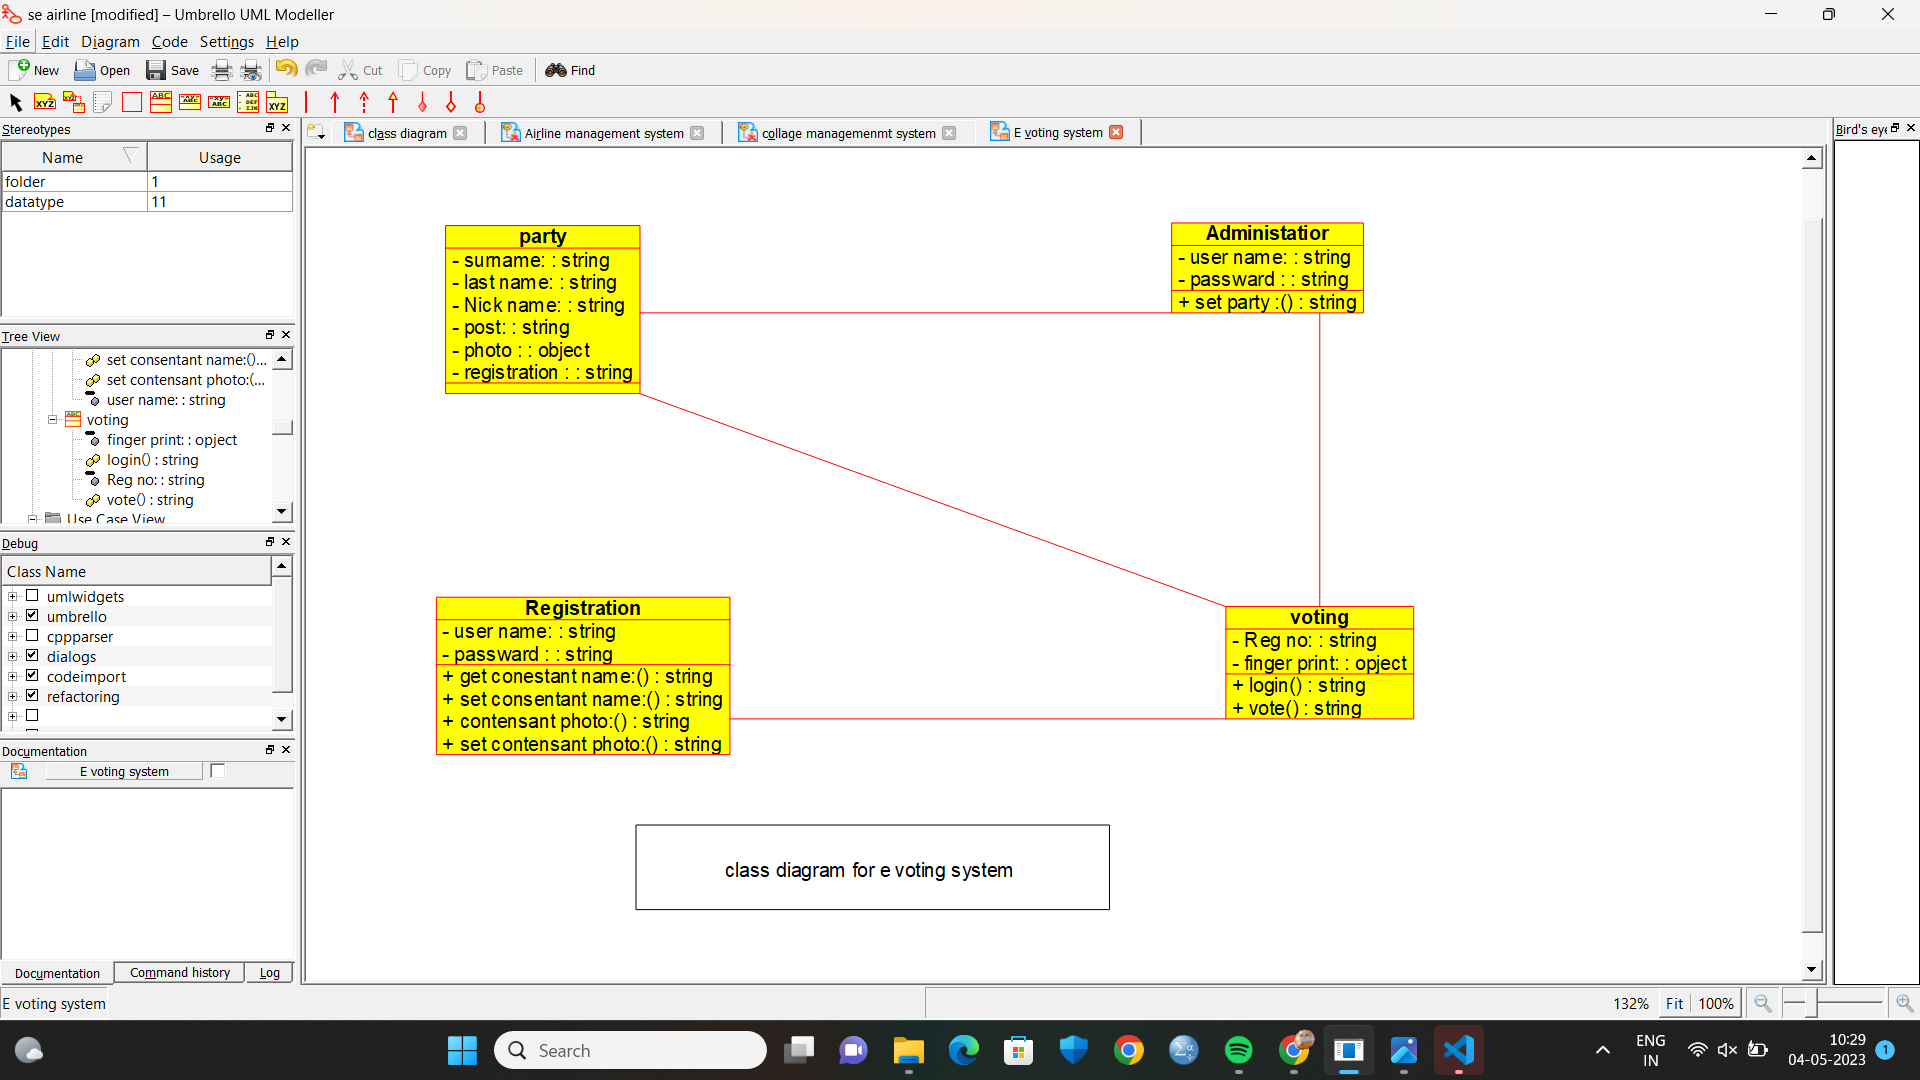 se airline [modified] – Umbrello UML Modeller
File Edit Diagram Code Settings Help
New Open Save Cut Copy Paste Find
Stereotypes
Name Usage
folder 1
datatype 11
Tree View
set consentant name:()...
set contensant photo:(...
user name: : string
voting
finger print: : opject
login() : string
Reg no: : string
vote() : string
Use Case View
Debug
Class Name
umlwidgets
umbrello
cppparser
dialogs
codeimport
refactoring
Documentation
E voting system
Documentation Command history Log
class diagram Airline management system collage managemenmt system E voting system
Bird's eye
party
- surname: : string
- last name: : string
- Nick name: : string
- post: : string
- photo : : object
- registration : : string
Administatior
- user name: : string
- passward : : string
+ set party :() : string
Registration
- user name: : string
- passward : : string
+ get conestant name:() : string
+ set consentant name:() : string
+ contensant photo:() : string
+ set contensant photo:() : string
voting
- Reg no: : string
- finger print: : opject
+ login() : string
+ vote() : string
class diagram for e voting system
E voting system
132% Fit 100%
Search
ENG
IN
10:29
04-05-2023
1